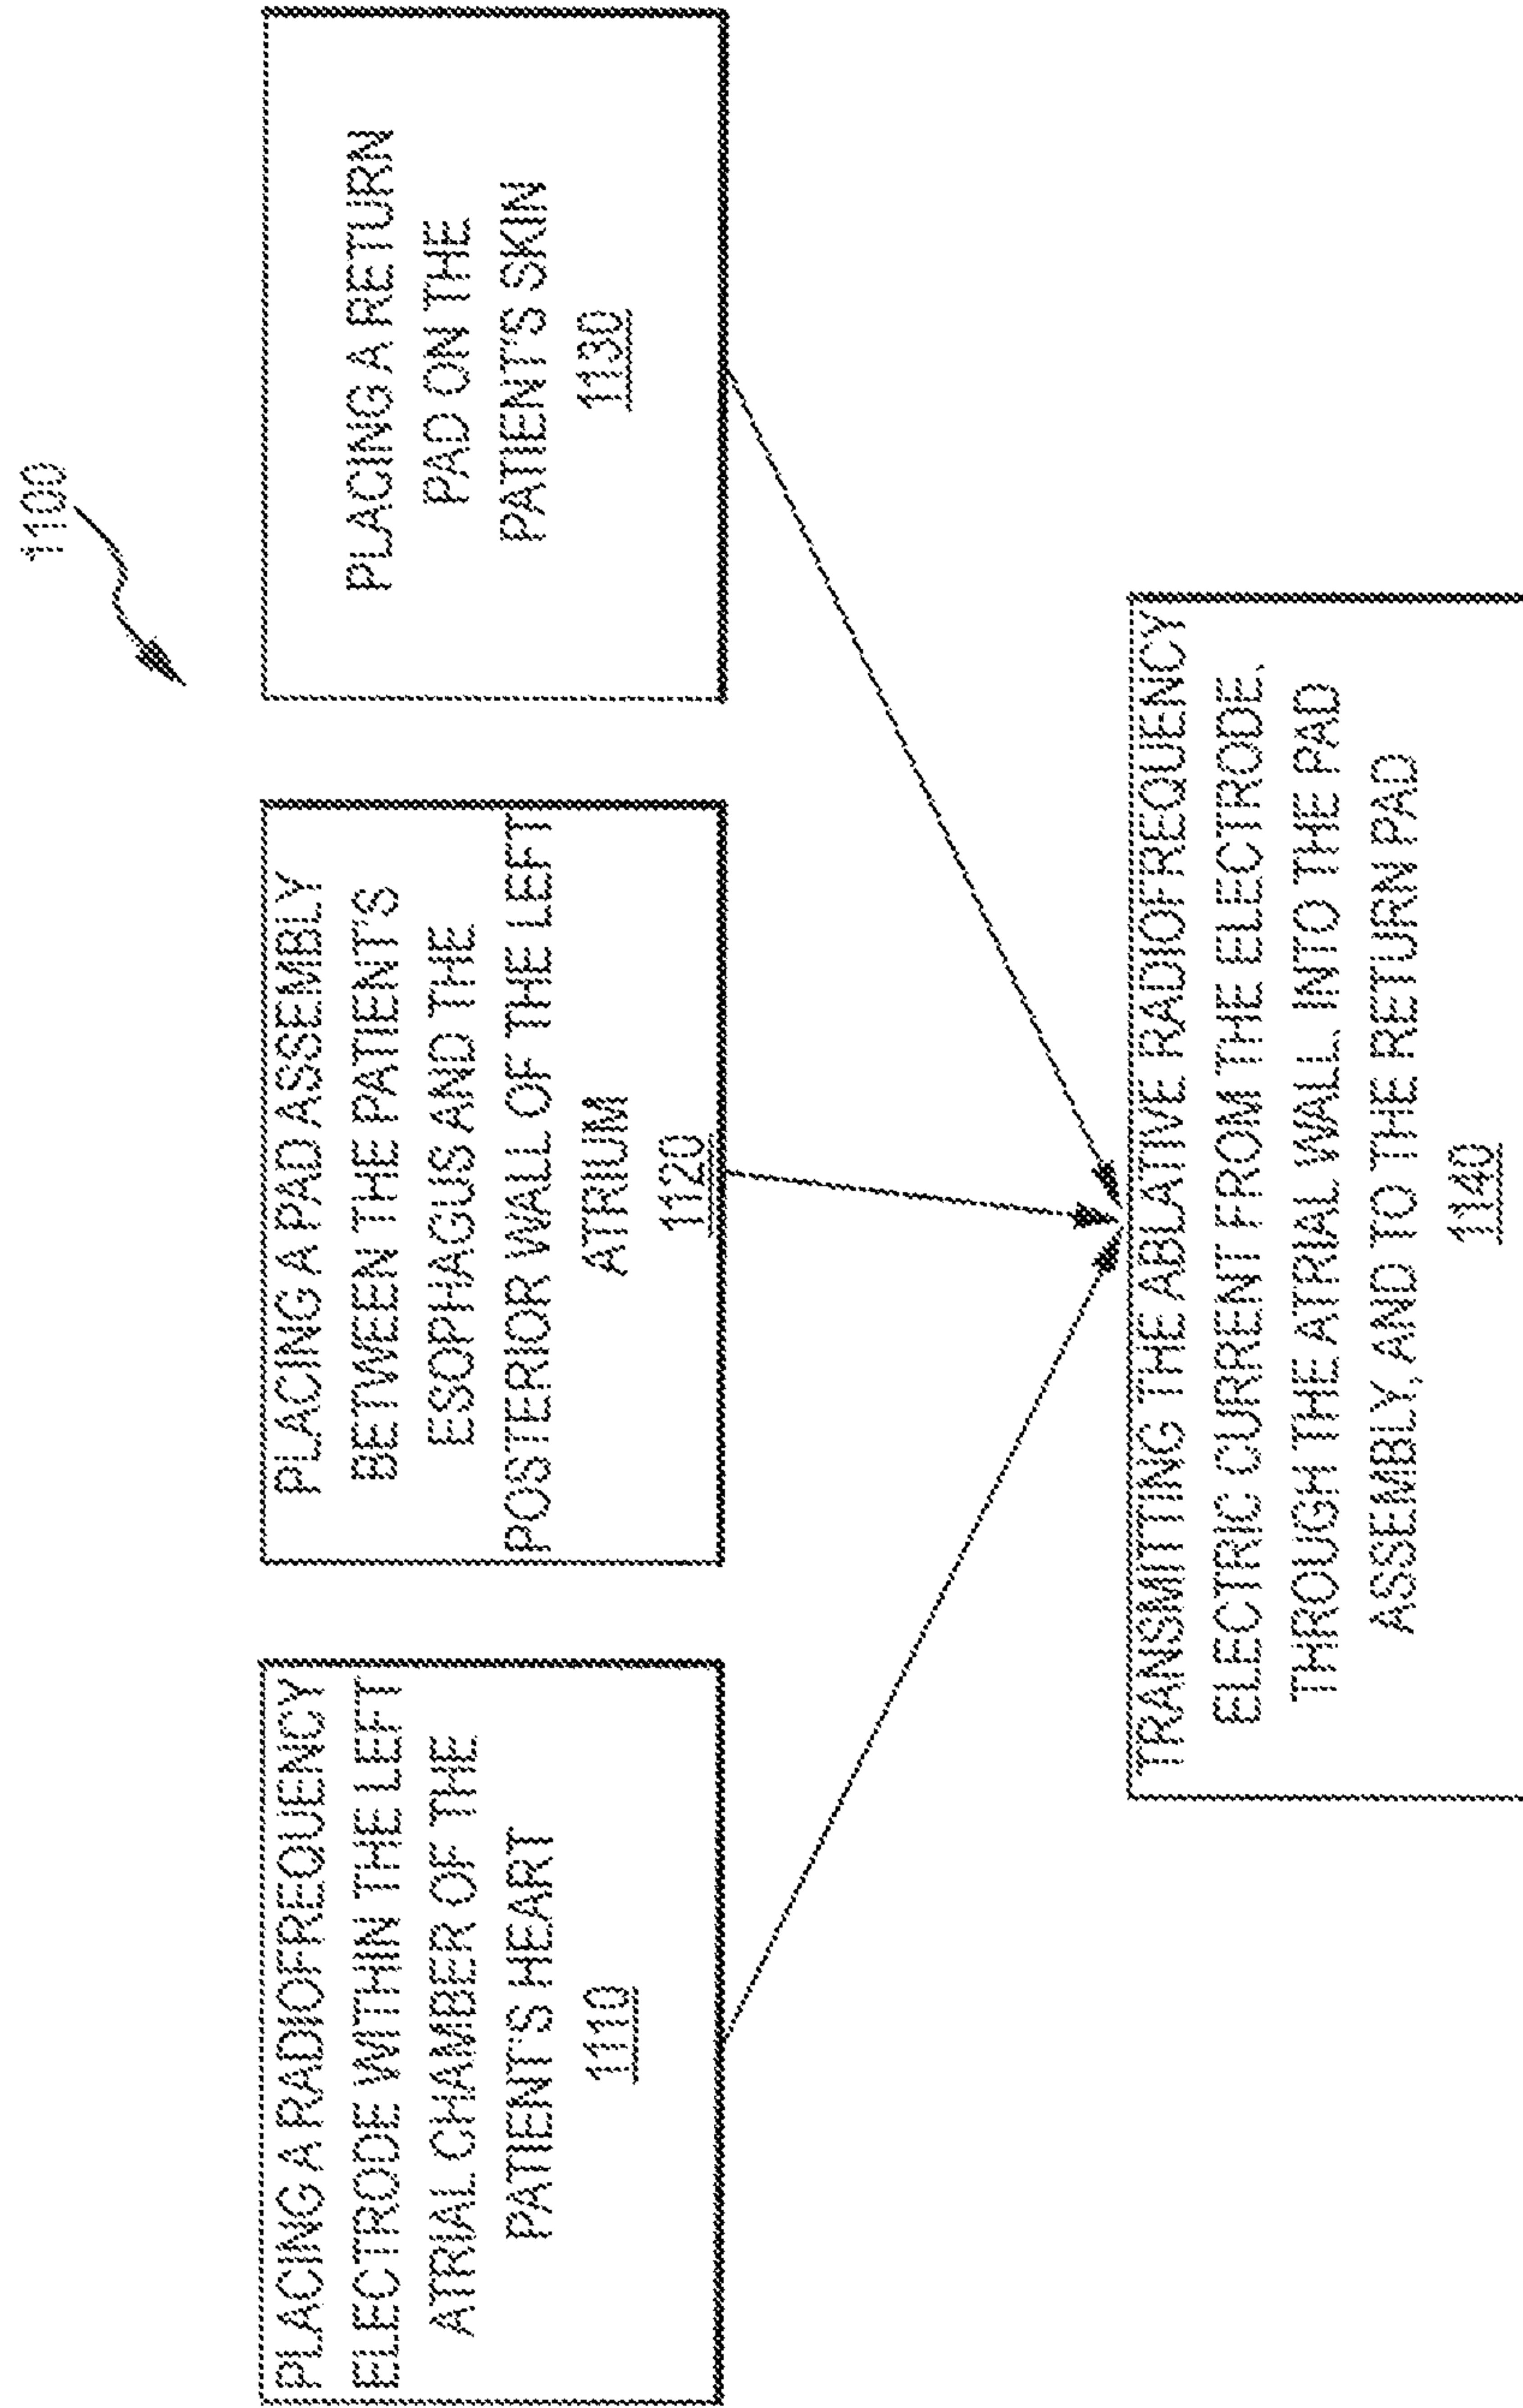 1100
PLACING A RADIOFREQUENCY
ELECTRODE WITHIN THE LEFT
ATRIAL CHAMBER OF THE
PATIENT'S HEART
1110
PLACING A PAD ASSEMBLY
BETWEEN THE PATIENT'S
ESOPHAGUS AND THE
POSTERIOR WALL OF THE LEFT
ATRIUM
1120
PLACING A RETURN
PAD ON THE
PATIENT'S SKIN
1130
TRANSMITTING THE ABLATIVE RADIOFREQUENCY
ELECTRIC CURRENT FROM THE ELECTRODE,
THROUGH THE ATRIAL WALL, INTO THE PAD
ASSEMBLY, AND TO THE RETURN PAD
1140